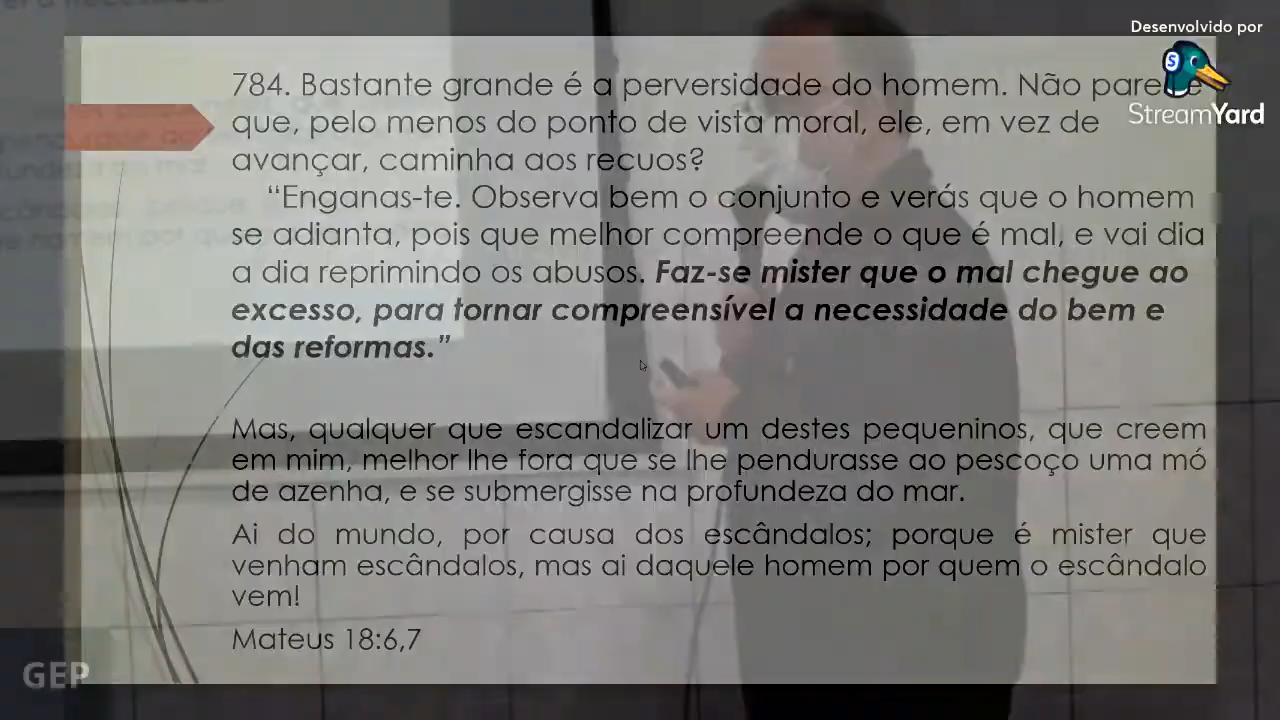 Desenvolvido por
StreamYard
784. Bastante grande é a perversidade do homem. Não parece
que, pelo menos do ponto de vista moral, ele, em vez de
avançar, caminha aos recuos?
“Enganas-te. Observa bem o conjunto e verás que o homem
se adianta, pois que melhor compreende o que é mal, e vai dia
a dia reprimindo os abusos. Faz-se mister que o mal chegue ao
excesso, para tornar compreensível a necessidade do bem e
das reformas.”
Mas, qualquer que escandalizar um destes pequeninos, que creem
em mim, melhor lhe fora que se lhe pendurasse ao pescoço uma mó
de azenha, e se submergisse na profundeza do mar.
Ai do mundo, por causa dos escândalos; porque é mister que
venham escândalos, mas ai daquele homem por quem o escândalo
vem!
Mateus 18:6,7
GEP